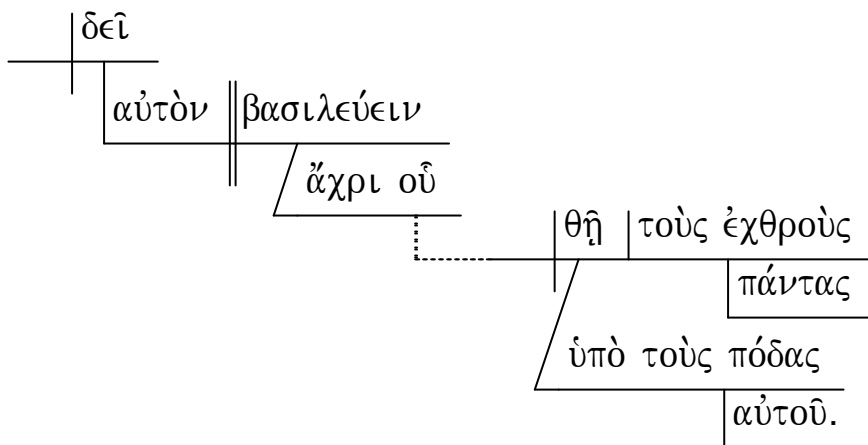 δεῖ
αὐτὸν βασιλεύειν
ἄχρι οὗ
θῇ τοὺς ἐχθροὺς
πάντας
ὑπὸ τοὺς πόδας
αὐτοῦ.